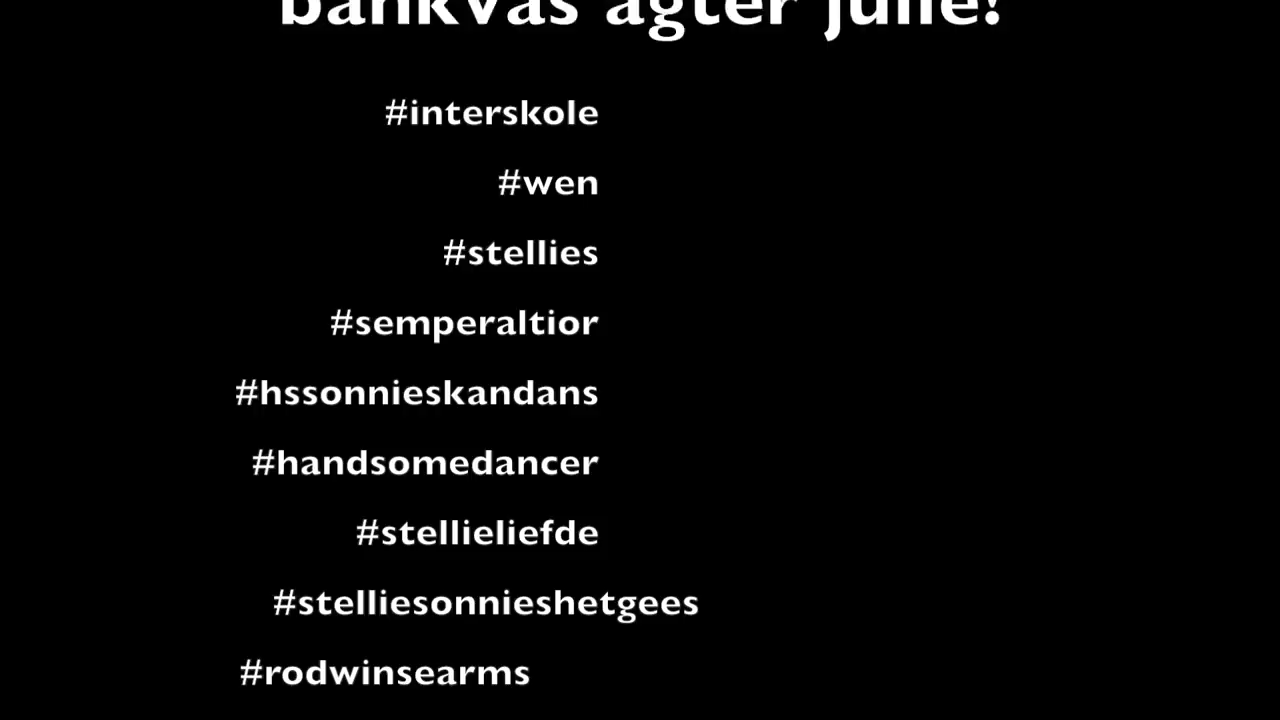 bankvas agter julle!
#interskole
#wen
#stellies
#semperaltior
#hssonnieskandans
#handsomedancer
#stellieliefde
#stelliesonnieshetgees
#rodwinsearms